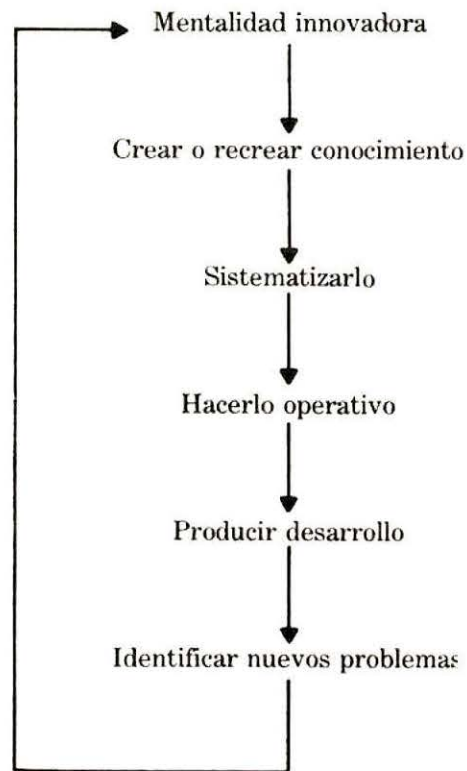 Mentalidad innovadora
Crear o recrear conocimiento
Sistematizarlo
Hacerlo operativo
Producir desarrollo
Identificar nuevos problemas